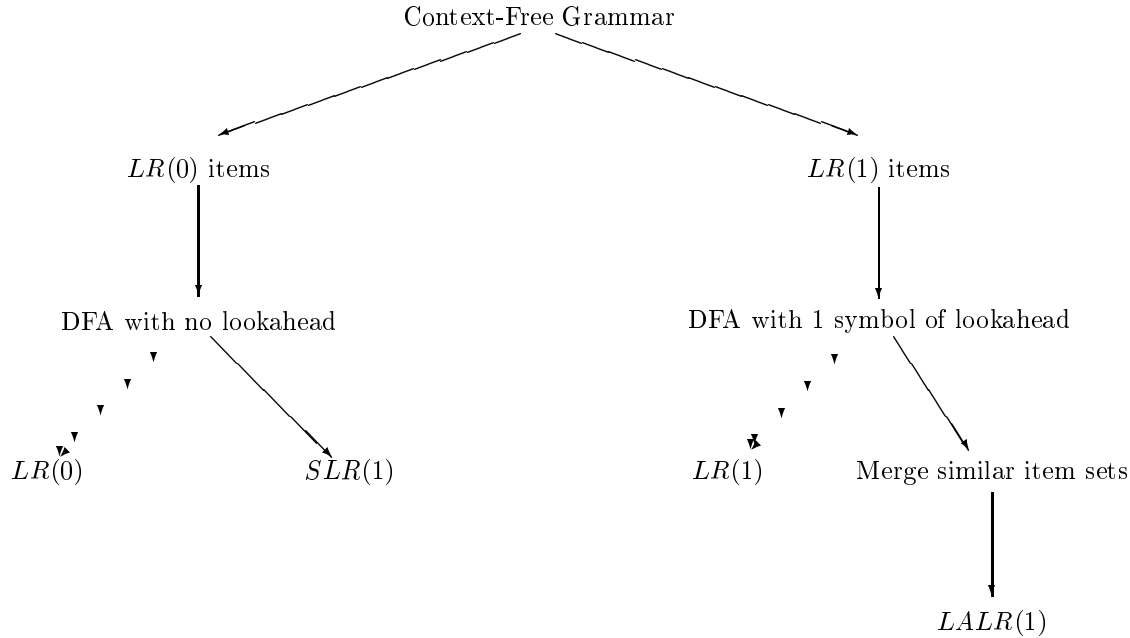 Context-Free Grammar
LR(0) items
LR(1) items
DFA with no lookahead
DFA with 1 symbol of lookahead
LR(0)
SLR(1)
LR(1)
Merge similar item sets
LALR(1)